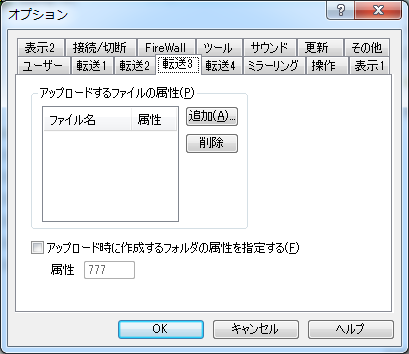 オプション
表示2 接続/切断 FireWall ツール サウンド 更新 その他
ユーザー 転送1 転送2 転送3 転送4 ミラーリング 操作 表示1
アップロードするファイルの属性(P)
ファイル名 属性
追加(A)...
削除
アップロード時に作成するフォルダの属性を指定する(F)
属性 777
OK キャンセル ヘルプ